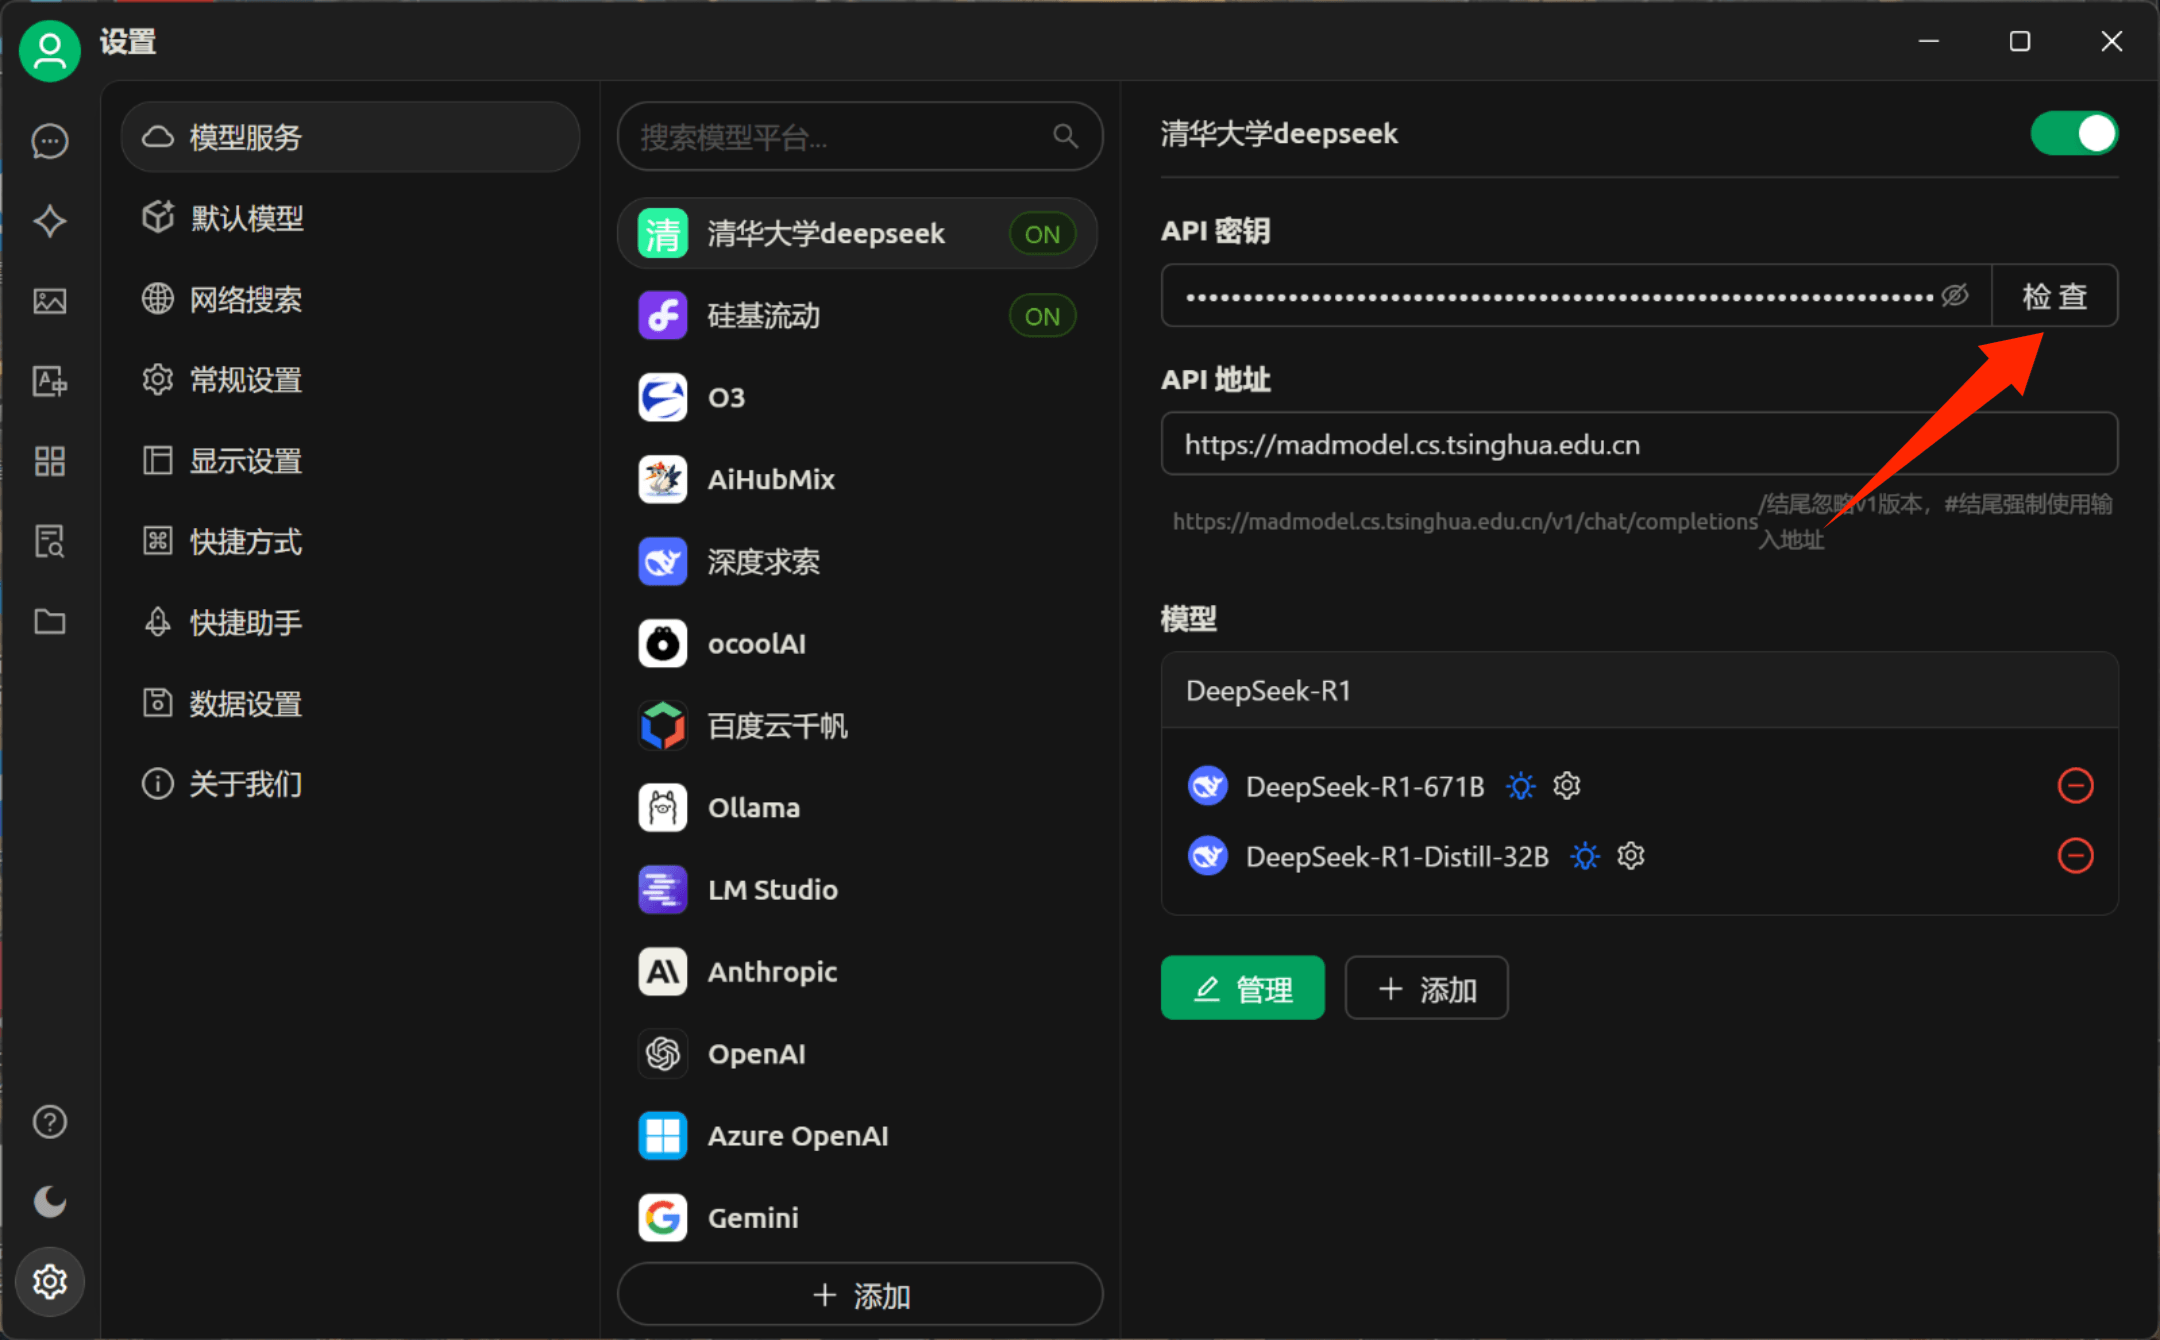 设置
模型服务
默认模型
网络搜索
常规设置
显示设置
快捷方式
快捷助手
数据设置
关于我们
搜索模型平台...
清 清华大学deepseek ON
硅基流动 ON
O3
AiHubMix
深度求索
ocoolAI
百度云千帆
Ollama
LM Studio
Anthropic
OpenAI
Azure OpenAI
Gemini
+ 添加
清华大学deepseek
API 密钥
检查
API 地址
https://madmodel.cs.tsinghua.edu.cn
https://madmodel.cs.tsinghua.edu.cn/v1/chat/completions
/结尾忽略v1版本，#结尾强制使用输
入地址
模型
DeepSeek-R1
DeepSeek-R1-671B
DeepSeek-R1-Distill-32B
管理
+ 添加